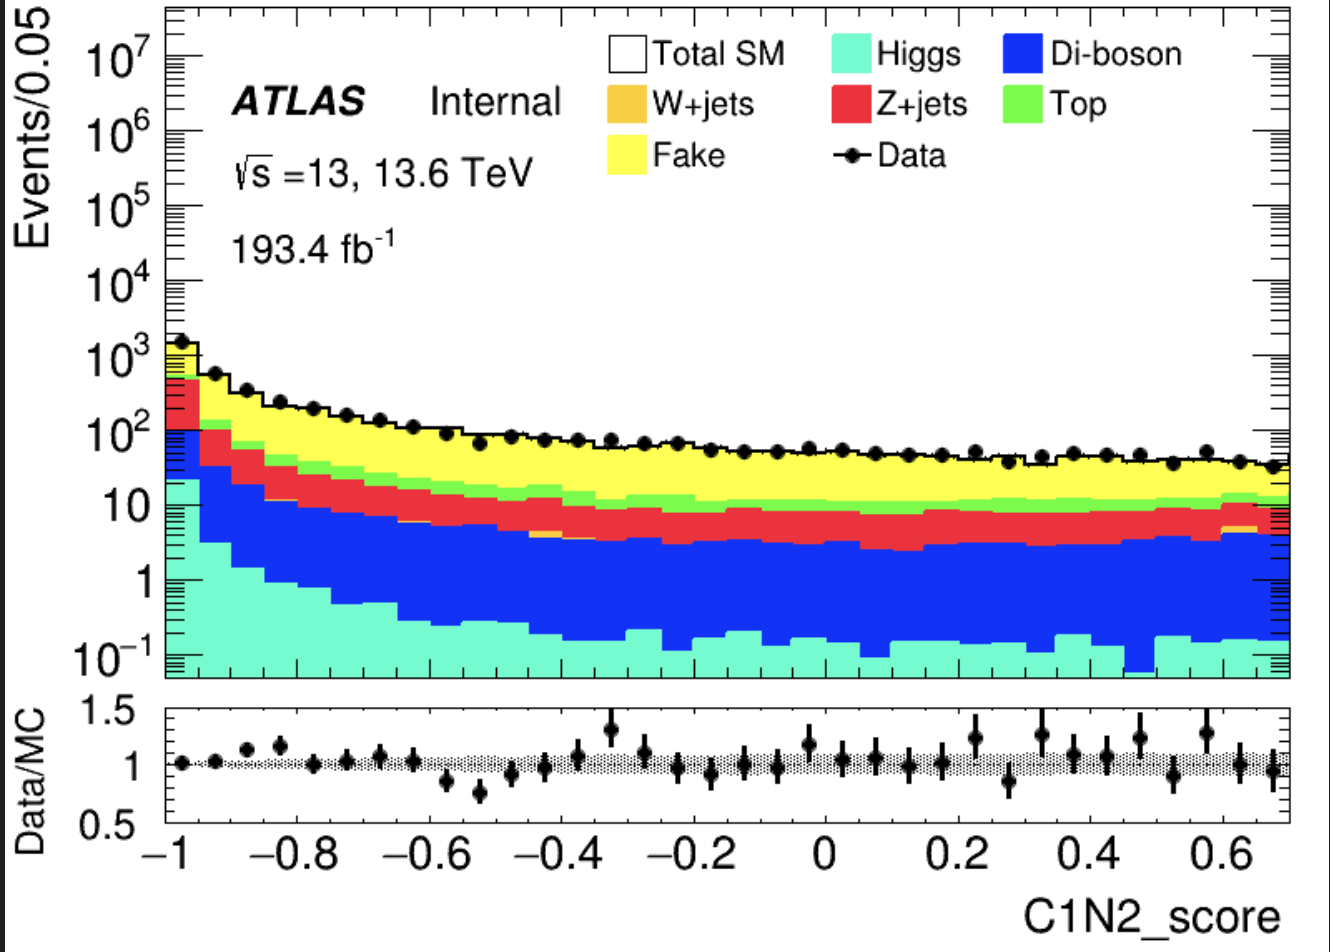 Events/0.05
10^7
10^6
10^5
10^4
10^3
10^2
10
1
10^−1
ATLAS Internal
√s =13, 13.6 TeV
193.4 fb^-1
Total SM Higgs Di-boson
W+jets Z+jets Top
Fake Data
Data/MC
1.5
1
0.5
−1 −0.8 −0.6 −0.4 −0.2 0 0.2 0.4 0.6
C1N2_score